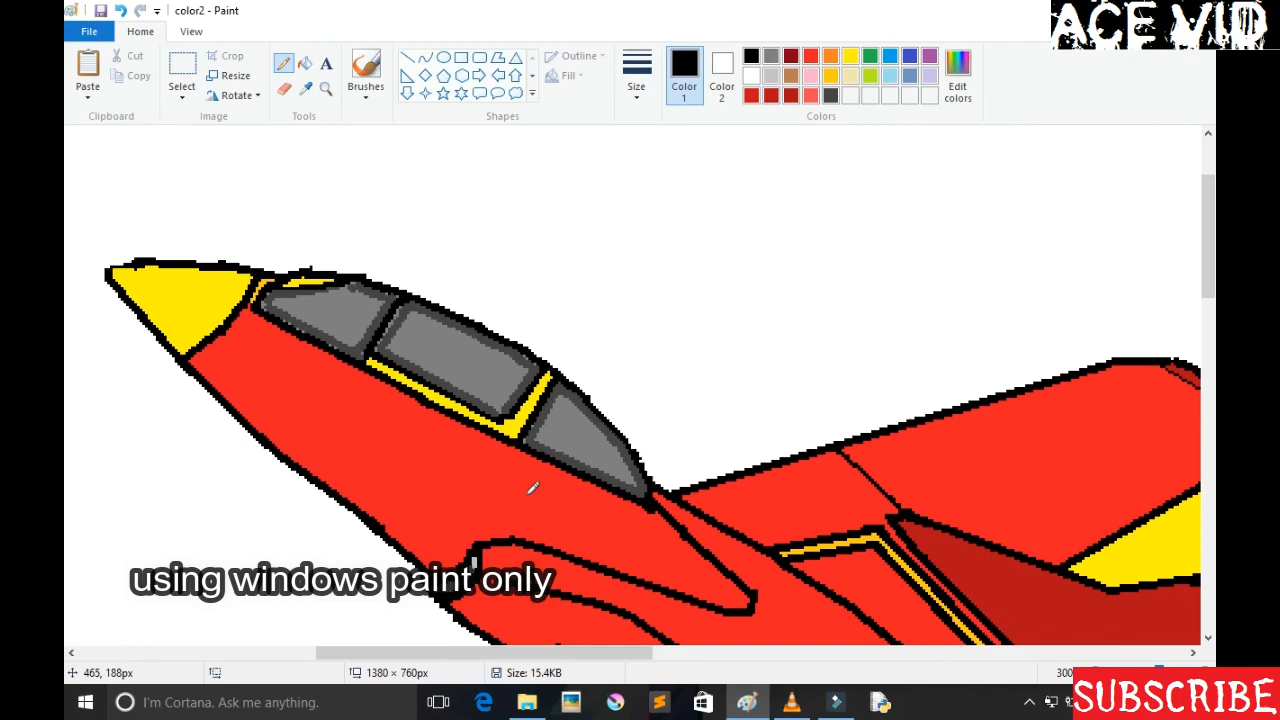 color2 - Paint
ACE VID
File Home View
Paste
Cut
Copy
Clipboard
Select
Crop
Resize
Rotate
Image
A
Tools
Brushes
Shapes
Outline
Fill
Size
Color 1
Color 2
Edit colors
Colors
using windows paint only
465, 188px
1380 × 760px
Size: 15.4KB
300
I'm Cortana. Ask me anything.
SUBSCRIBE